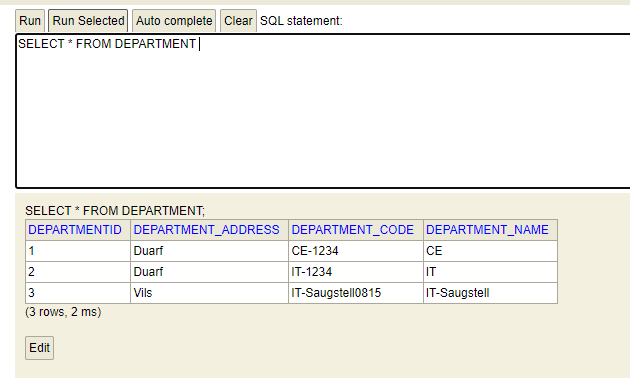 Run Run Selected Auto complete Clear SQL statement:
SELECT * FROM DEPARTMENT
SELECT * FROM DEPARTMENT;
DEPARTMENTID DEPARTMENT_ADDRESS DEPARTMENT_CODE DEPARTMENT_NAME
1 Duarf CE-1234 CE
2 Duarf IT-1234 IT
3 Vils IT-Saugstell0815 IT-Saugstell
(3 rows, 2 ms)
Edit